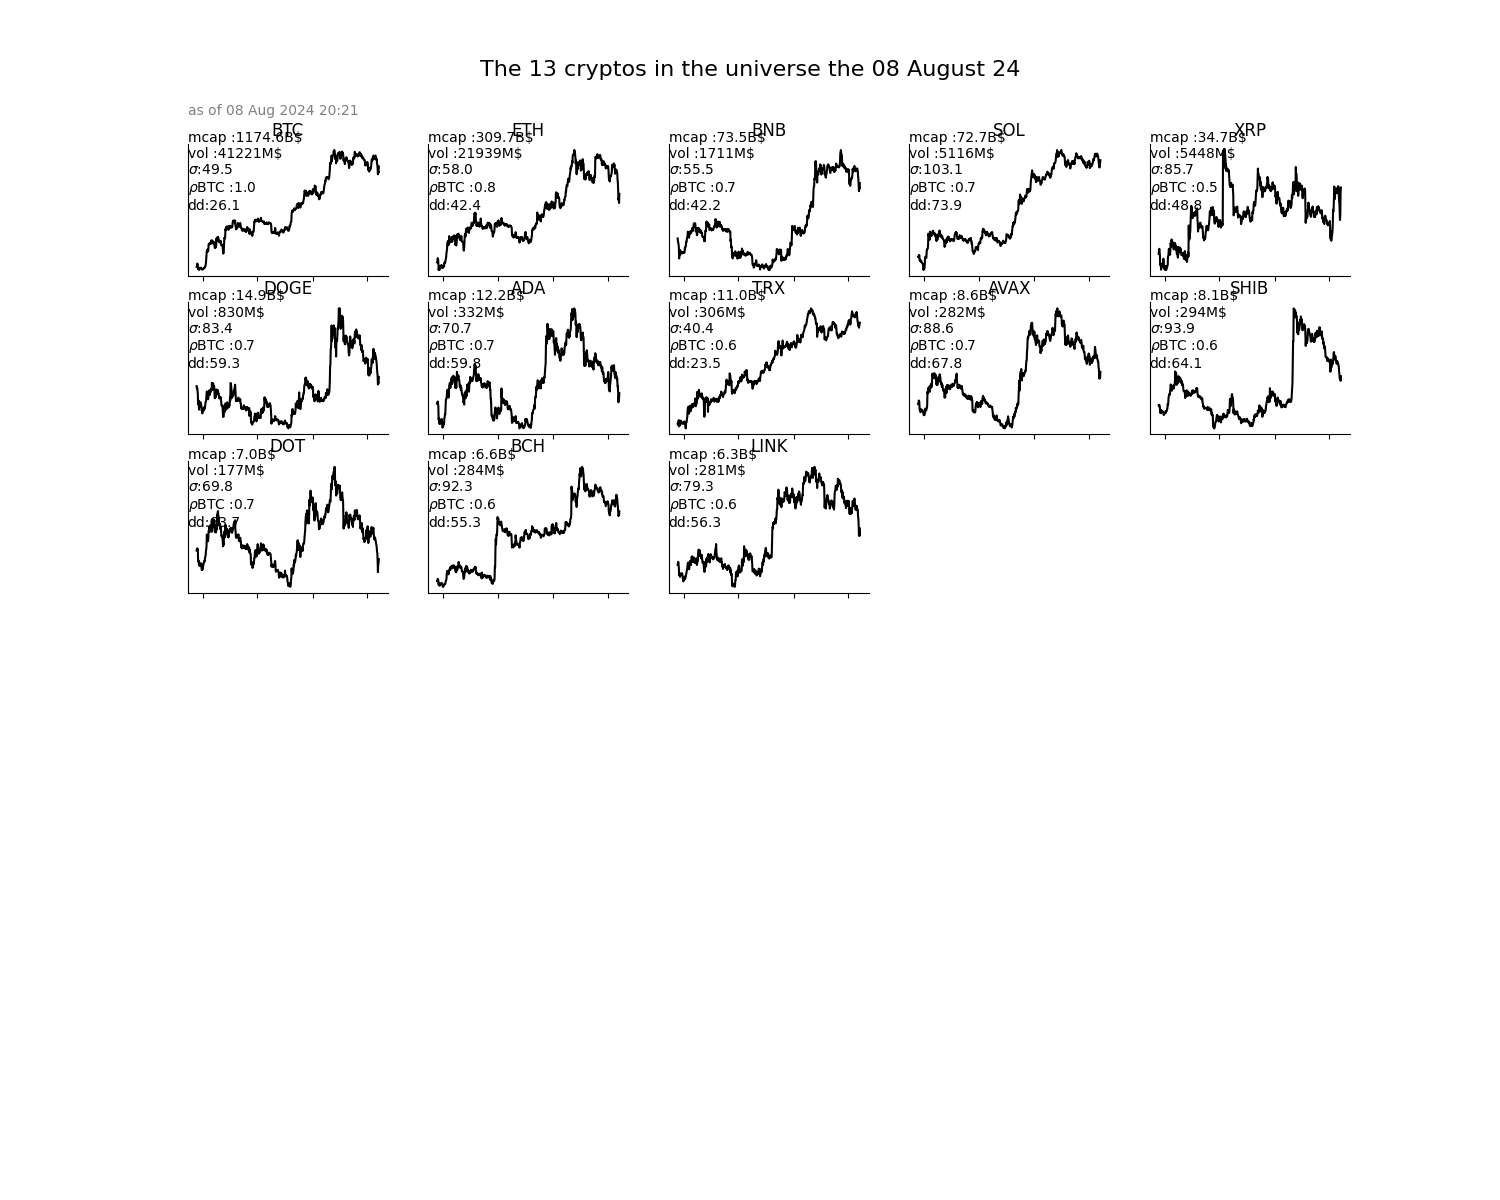 The 13 cryptos in the universe the 08 August 24
as of 08 Aug 2024 20:21
BTC
mcap :1174.6B$
vol :41221M$
σ:49.5
ρBTC :1.0
dd:26.1
ETH
mcap :309.7B$
vol :21939M$
σ:58.0
ρBTC :0.8
dd:42.4
BNB
mcap :73.5B$
vol :1711M$
σ:55.5
ρBTC :0.7
dd:42.2
SOL
mcap :72.7B$
vol :5116M$
σ:103.1
ρBTC :0.7
dd:73.9
XRP
mcap :34.7B$
vol :5448M$
σ:85.7
ρBTC :0.5
dd:48.8
DOGE
mcap :14.9B$
vol :830M$
σ:83.4
ρBTC :0.7
dd:59.3
ADA
mcap :12.2B$
vol :332M$
σ:70.7
ρBTC :0.7
dd:59.8
TRX
mcap :11.0B$
vol :306M$
σ:40.4
ρBTC :0.6
dd:23.5
AVAX
mcap :8.6B$
vol :282M$
σ:88.6
ρBTC :0.7
dd:67.8
SHIB
mcap :8.1B$
vol :294M$
σ:93.9
ρBTC :0.6
dd:64.1
DOT
mcap :7.0B$
vol :177M$
σ:69.8
ρBTC :0.7
dd:63.7
BCH
mcap :6.6B$
vol :284M$
σ:92.3
ρBTC :0.6
dd:55.3
LINK
mcap :6.3B$
vol :281M$
σ:79.3
ρBTC :0.6
dd:56.3